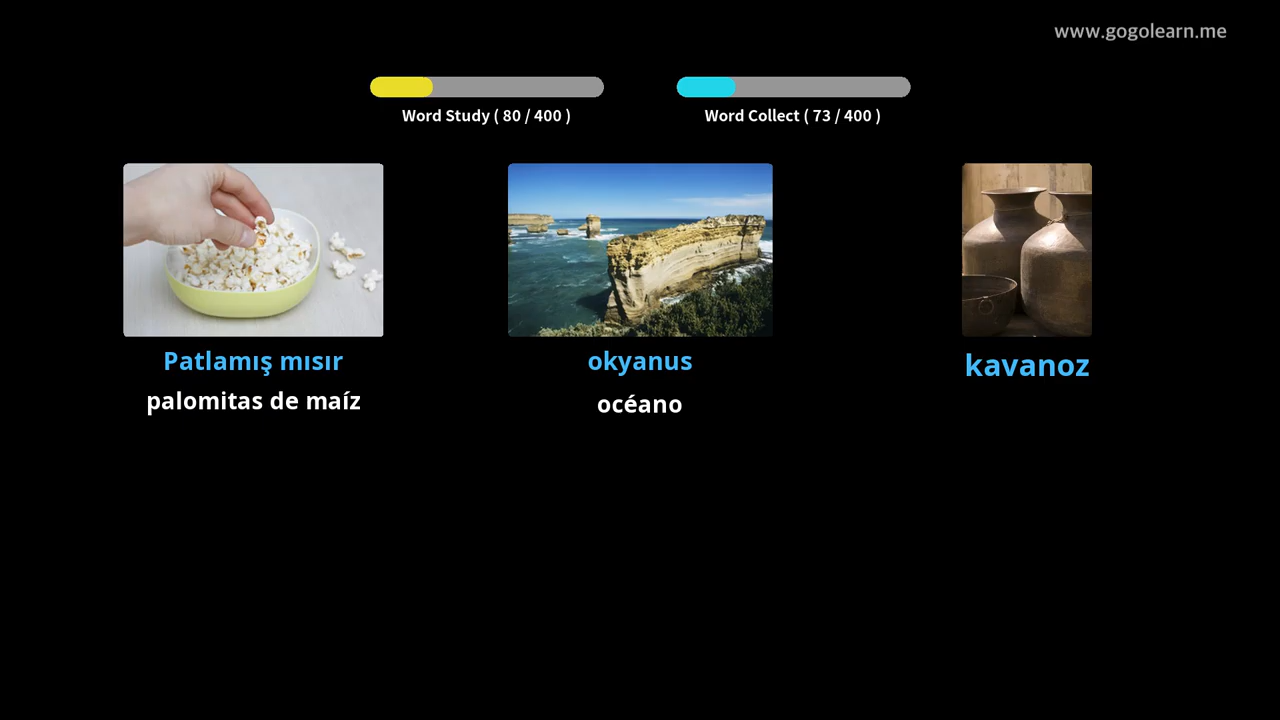 www.gogolearn.me
Word Study ( 80 / 400 )
Word Collect ( 73 / 400 )
Patlamış mısır
palomitas de maíz
okyanus
océano
kavanoz